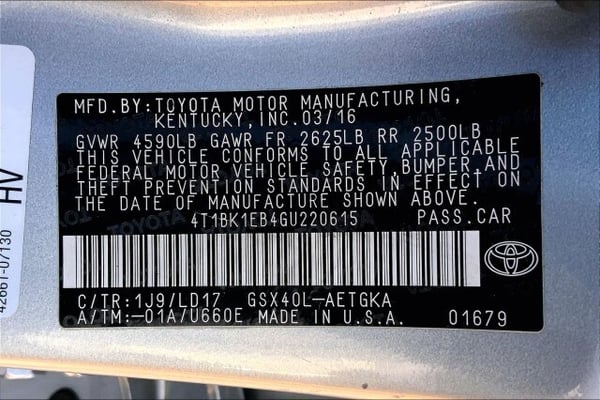 MFD. BY: TOYOTA MOTOR MANUFACTURING,
KENTUCKY, INC. 03/16
GVWR 4590LB GAWR FR 2625LB RR 2500LB
THIS VEHICLE CONFORMS TO ALL APPLICABLE
FEDERAL MOTOR VEHICLE SAFETY, BUMPER, AND
THEFT PREVENTION STANDARDS IN EFFECT ON
THE DATE OF MANUFACTURE SHOWN ABOVE.
4T1BK1EB4GU220615 PASS. CAR
C/TR: 1J9/LD17 GSX40L-AETGKA
A/TM: -01A/U660E MADE IN U.S.A. 01679
HV
42661-07130